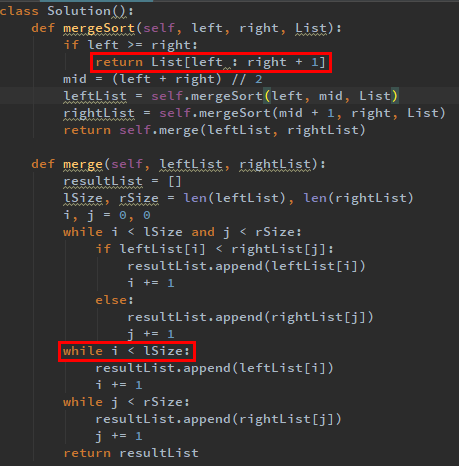 class Solution():
    def mergeSort(self, left, right, List):
        if left >= right:
            return List[left : right + 1]
        mid = (left + right) // 2
        leftList = self.mergeSort(left, mid, List)
        rightList = self.mergeSort(mid + 1, right, List)
        return self.merge(leftList, rightList)

    def merge(self, leftList, rightList):
        resultList = []
        lSize, rSize = len(leftList), len(rightList)
        i, j = 0, 0
        while i < lSize and j < rSize:
            if leftList[i] < rightList[j]:
                resultList.append(leftList[i])
                i += 1
            else:
                resultList.append(rightList[j])
                j += 1
        while i < lSize:
            resultList.append(leftList[i])
            i += 1
        while j < rSize:
            resultList.append(rightList[j])
            j += 1
        return resultList